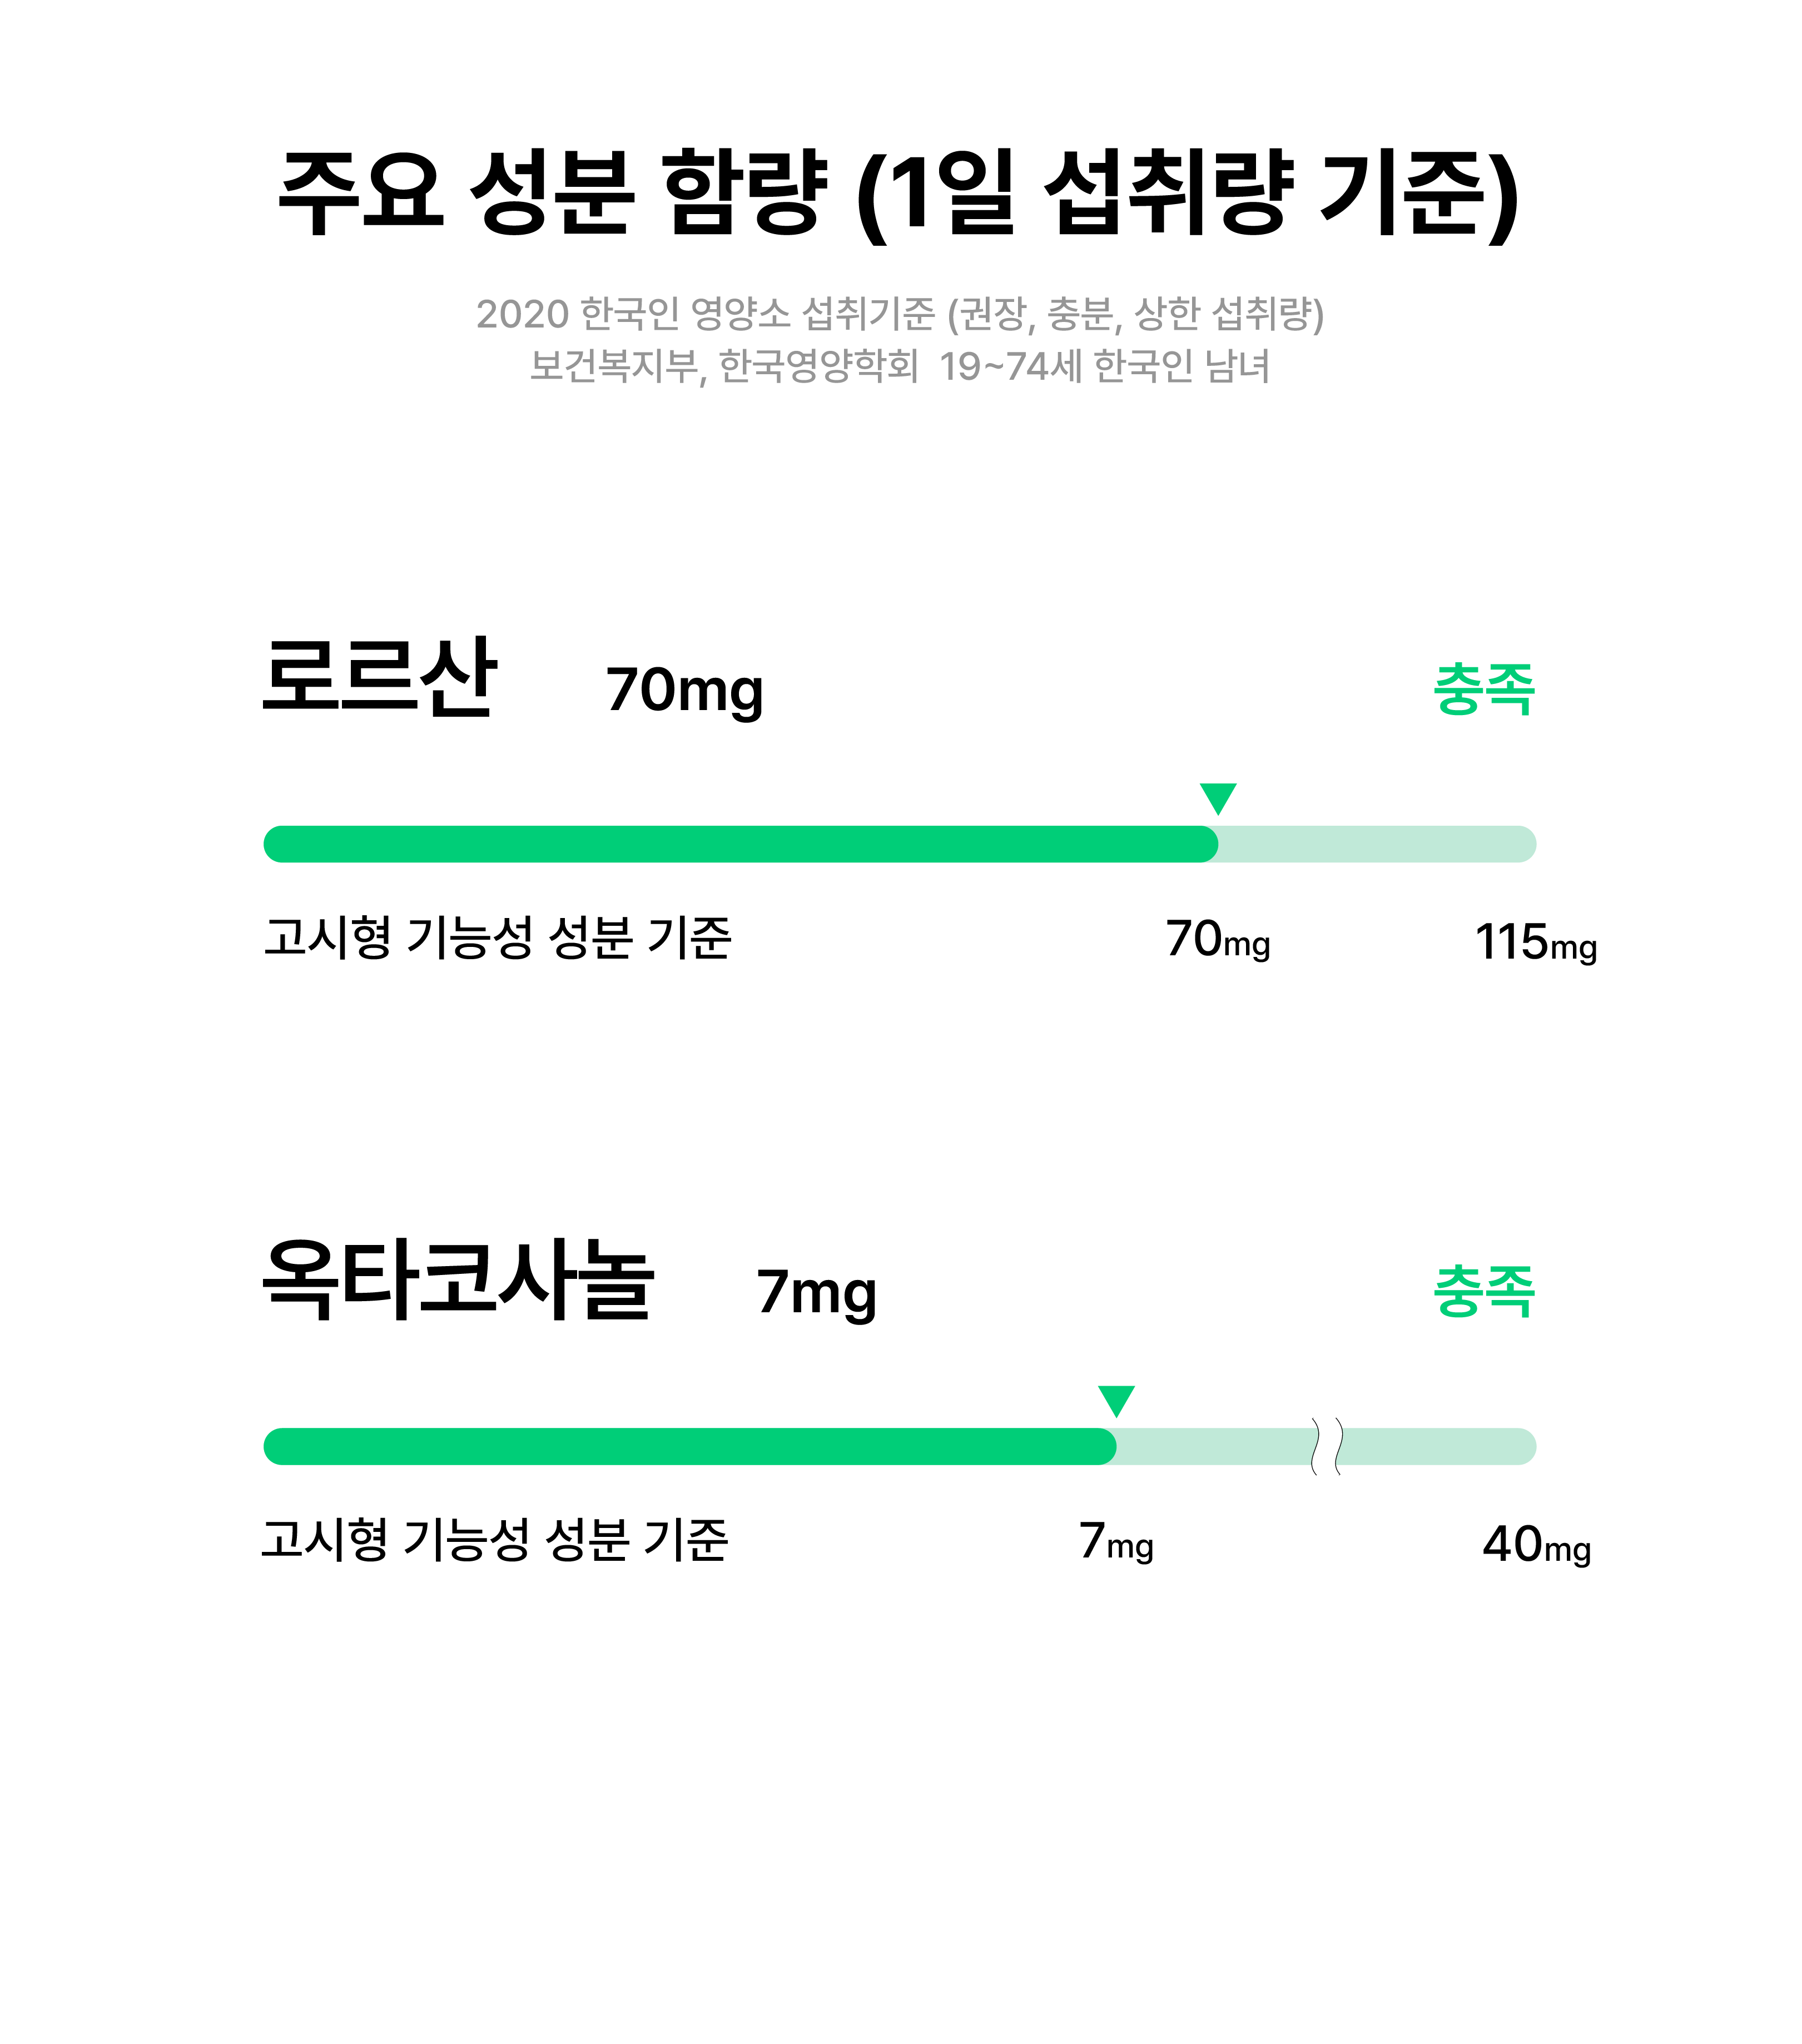 주요 성분 함량 (1일 섭취량 기준)
2020 한국인 영양소 섭취기준 (권장, 충분, 상한 섭취량)
보건복지부, 한국영양학회 19~74세 한국인 남녀
로르산 70mg 충족
고시형 기능성 성분 기준 70mg 115mg
옥타코사놀 7mg 충족
고시형 기능성 성분 기준 7mg 40mg